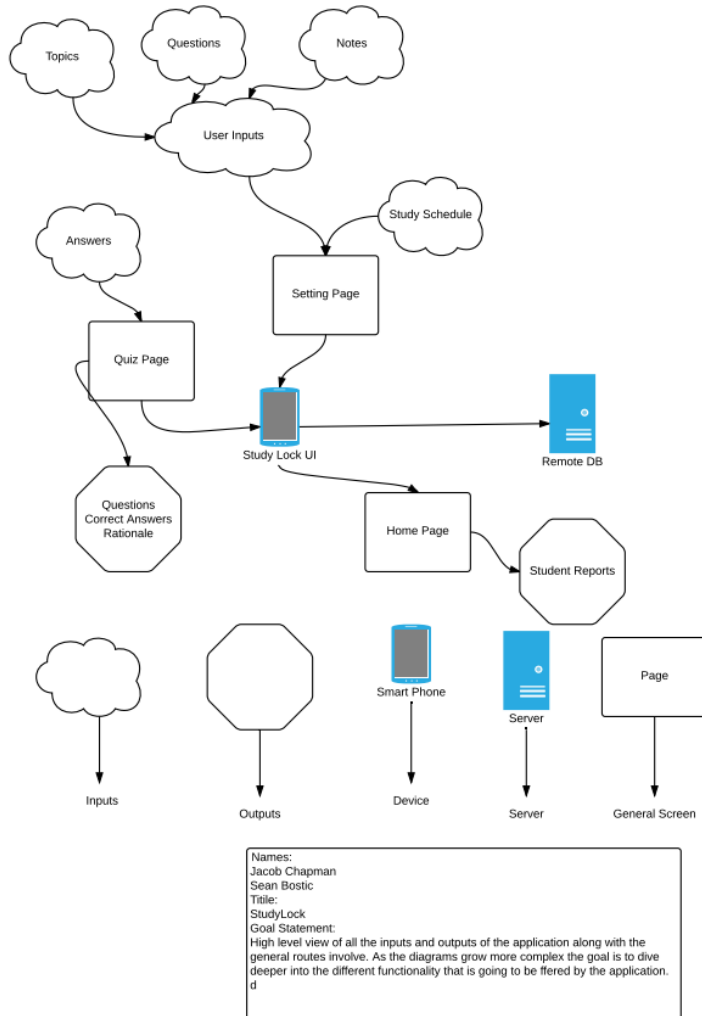 Topics
Questions
Notes
User Inputs
Study Schedule
Answers
Setting Page
Quiz Page
Study Lock UI
Remote DB
Questions
Correct Answers
Rationale
Home Page
Student Reports
Smart Phone
Server
Page
Inputs
Outputs
Device
Server
General Screen
Names:
Jacob Chapman
Sean Bostic
Titile:
StudyLock
Goal Statement:
High level view of all the inputs and outputs of the application along with the
general routes involve. As the diagrams grow more complex the goal is to dive
deeper into the different functionality that is going to be ffered by the application.
d